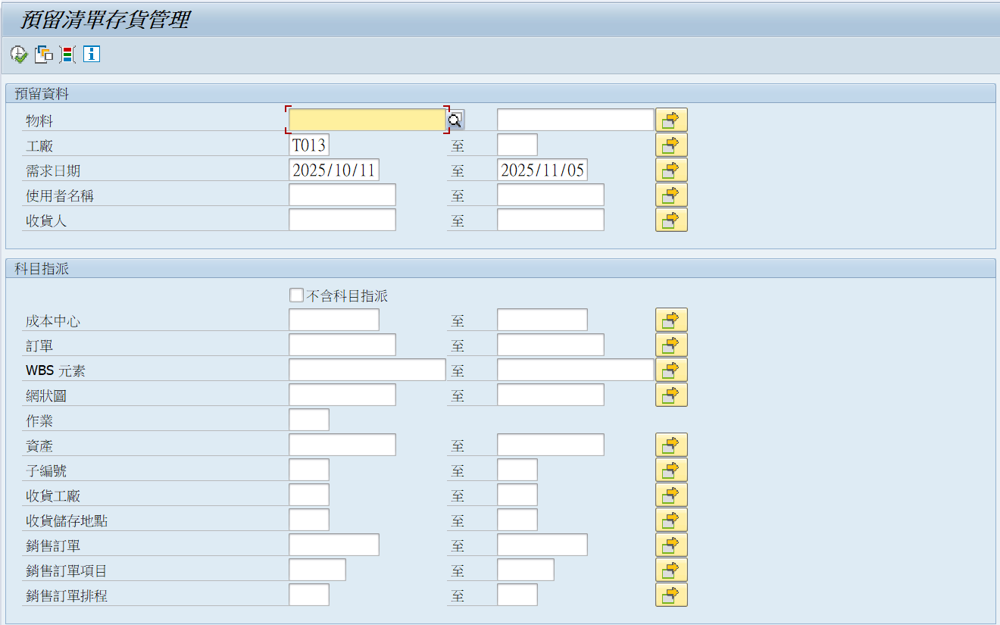 預留清單存貨管理
預留資料
物料
工廠 T013 至
需求日期 2025/10/11 至 2025/11/05
使用者名稱 至
收貨人 至
科目指派
不含科目指派
成本中心 至
訂單 至
WBS 元素 至
網狀圖 至
作業
資產 至
子編號 至
收貨工廠 至
收貨儲存地點 至
銷售訂單 至
銷售訂單項目 至
銷售訂單排程 至